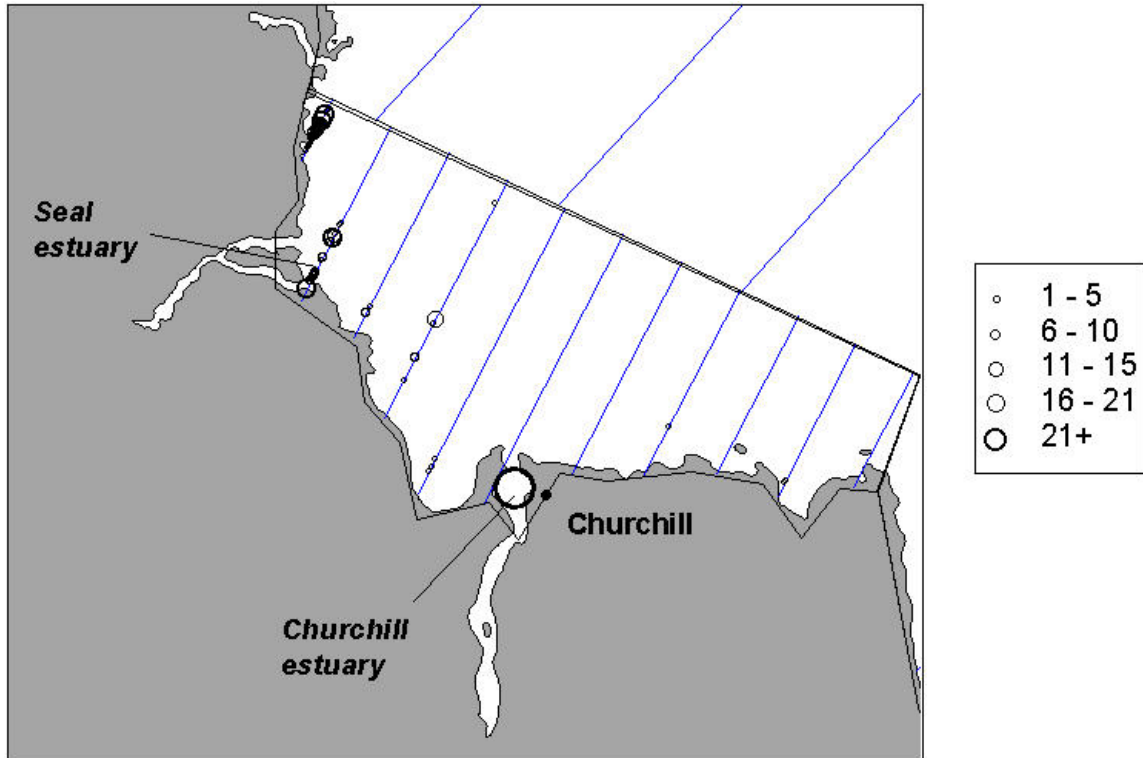 Seal
estuary
Churchill
Churchill
estuary
1 - 5
6 - 10
11 - 15
16 - 21
21+